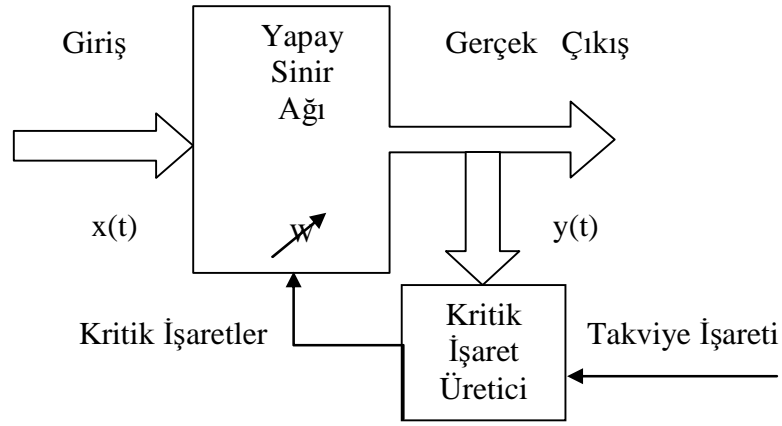 Giriş
Yapay
Sinir
Ağı
Gerçek Çıkış
x(t)
W
y(t)
Kritik İşaretler
Kritik
İşaret
Üretici
Takviye İşareti